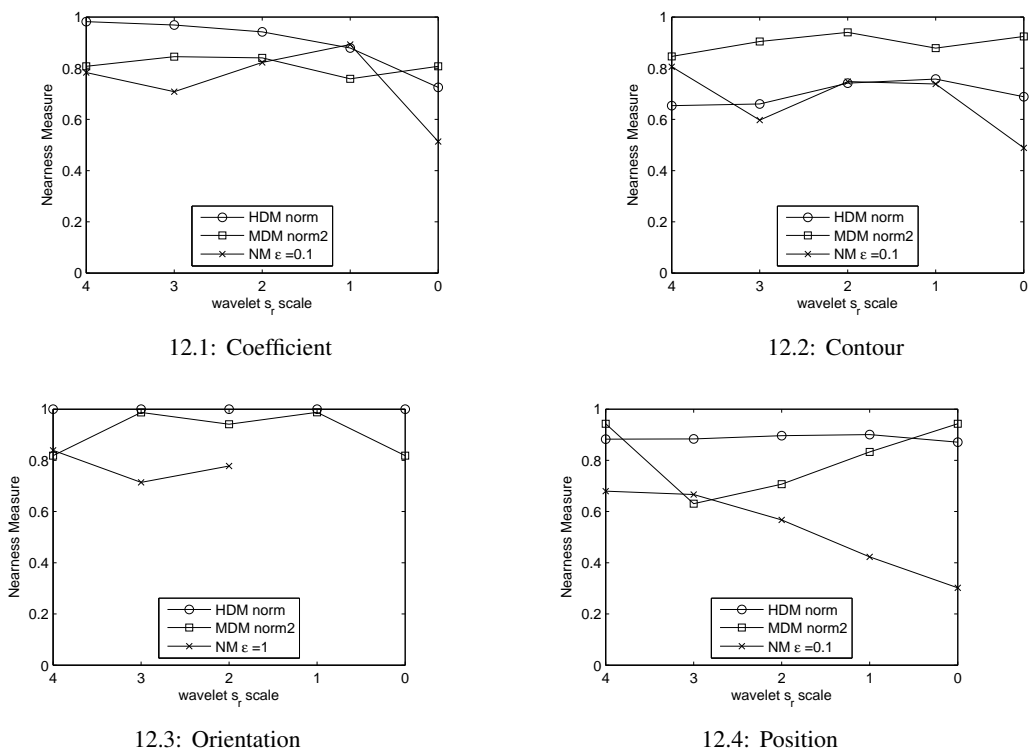 1
0.8
0.6
0.4
0.2
0
Nearness Measure
HDM norm
MDM norm2
NM ε =0.1
4 3 2 1 0
wavelet s_r scale
12.1: Coefficient
1
0.8
0.6
0.4
0.2
0
Nearness Measure
HDM norm
MDM norm2
NM ε =0.1
4 3 2 1 0
wavelet s_r scale
12.2: Contour
1
0.8
0.6
0.4
0.2
0
Nearness Measure
HDM norm
MDM norm2
NM ε =1
4 3 2 1 0
wavelet s_r scale
12.3: Orientation
1
0.8
0.6
0.4
0.2
0
Nearness Measure
HDM norm
MDM norm2
NM ε =0.1
4 3 2 1 0
wavelet s_r scale
12.4: Position